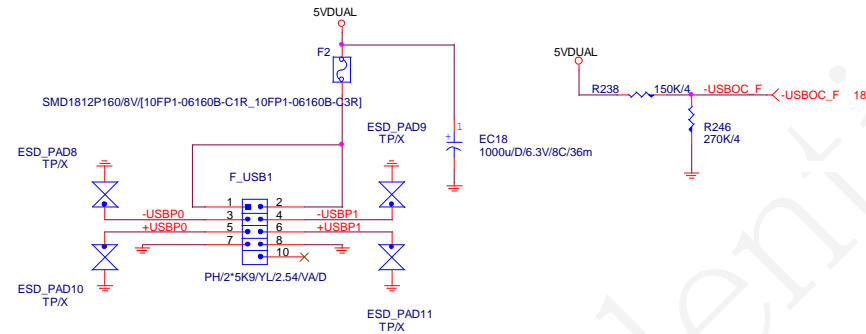 5VDUAL
F2
SMD1812P160/8V/[10FP1-06160B-C1R_10FP1-06160B-C3R]
5VDUAL
R238
150K/4
-USBOC_F
-USBOC_F 18
R246
270K/4
1
+
EC18
1000u/D/6.3V/8C/36m
ESD_PAD8
TP/X
ESD_PAD9
TP/X
F_USB1
1 2
-USBP0 3 4 -USBP1
+USBP0 5 6 +USBP1
7 8
10
PH/2*5K9/YL/2.54/VA/D
ESD_PAD10
TP/X
ESD_PAD11
TP/X